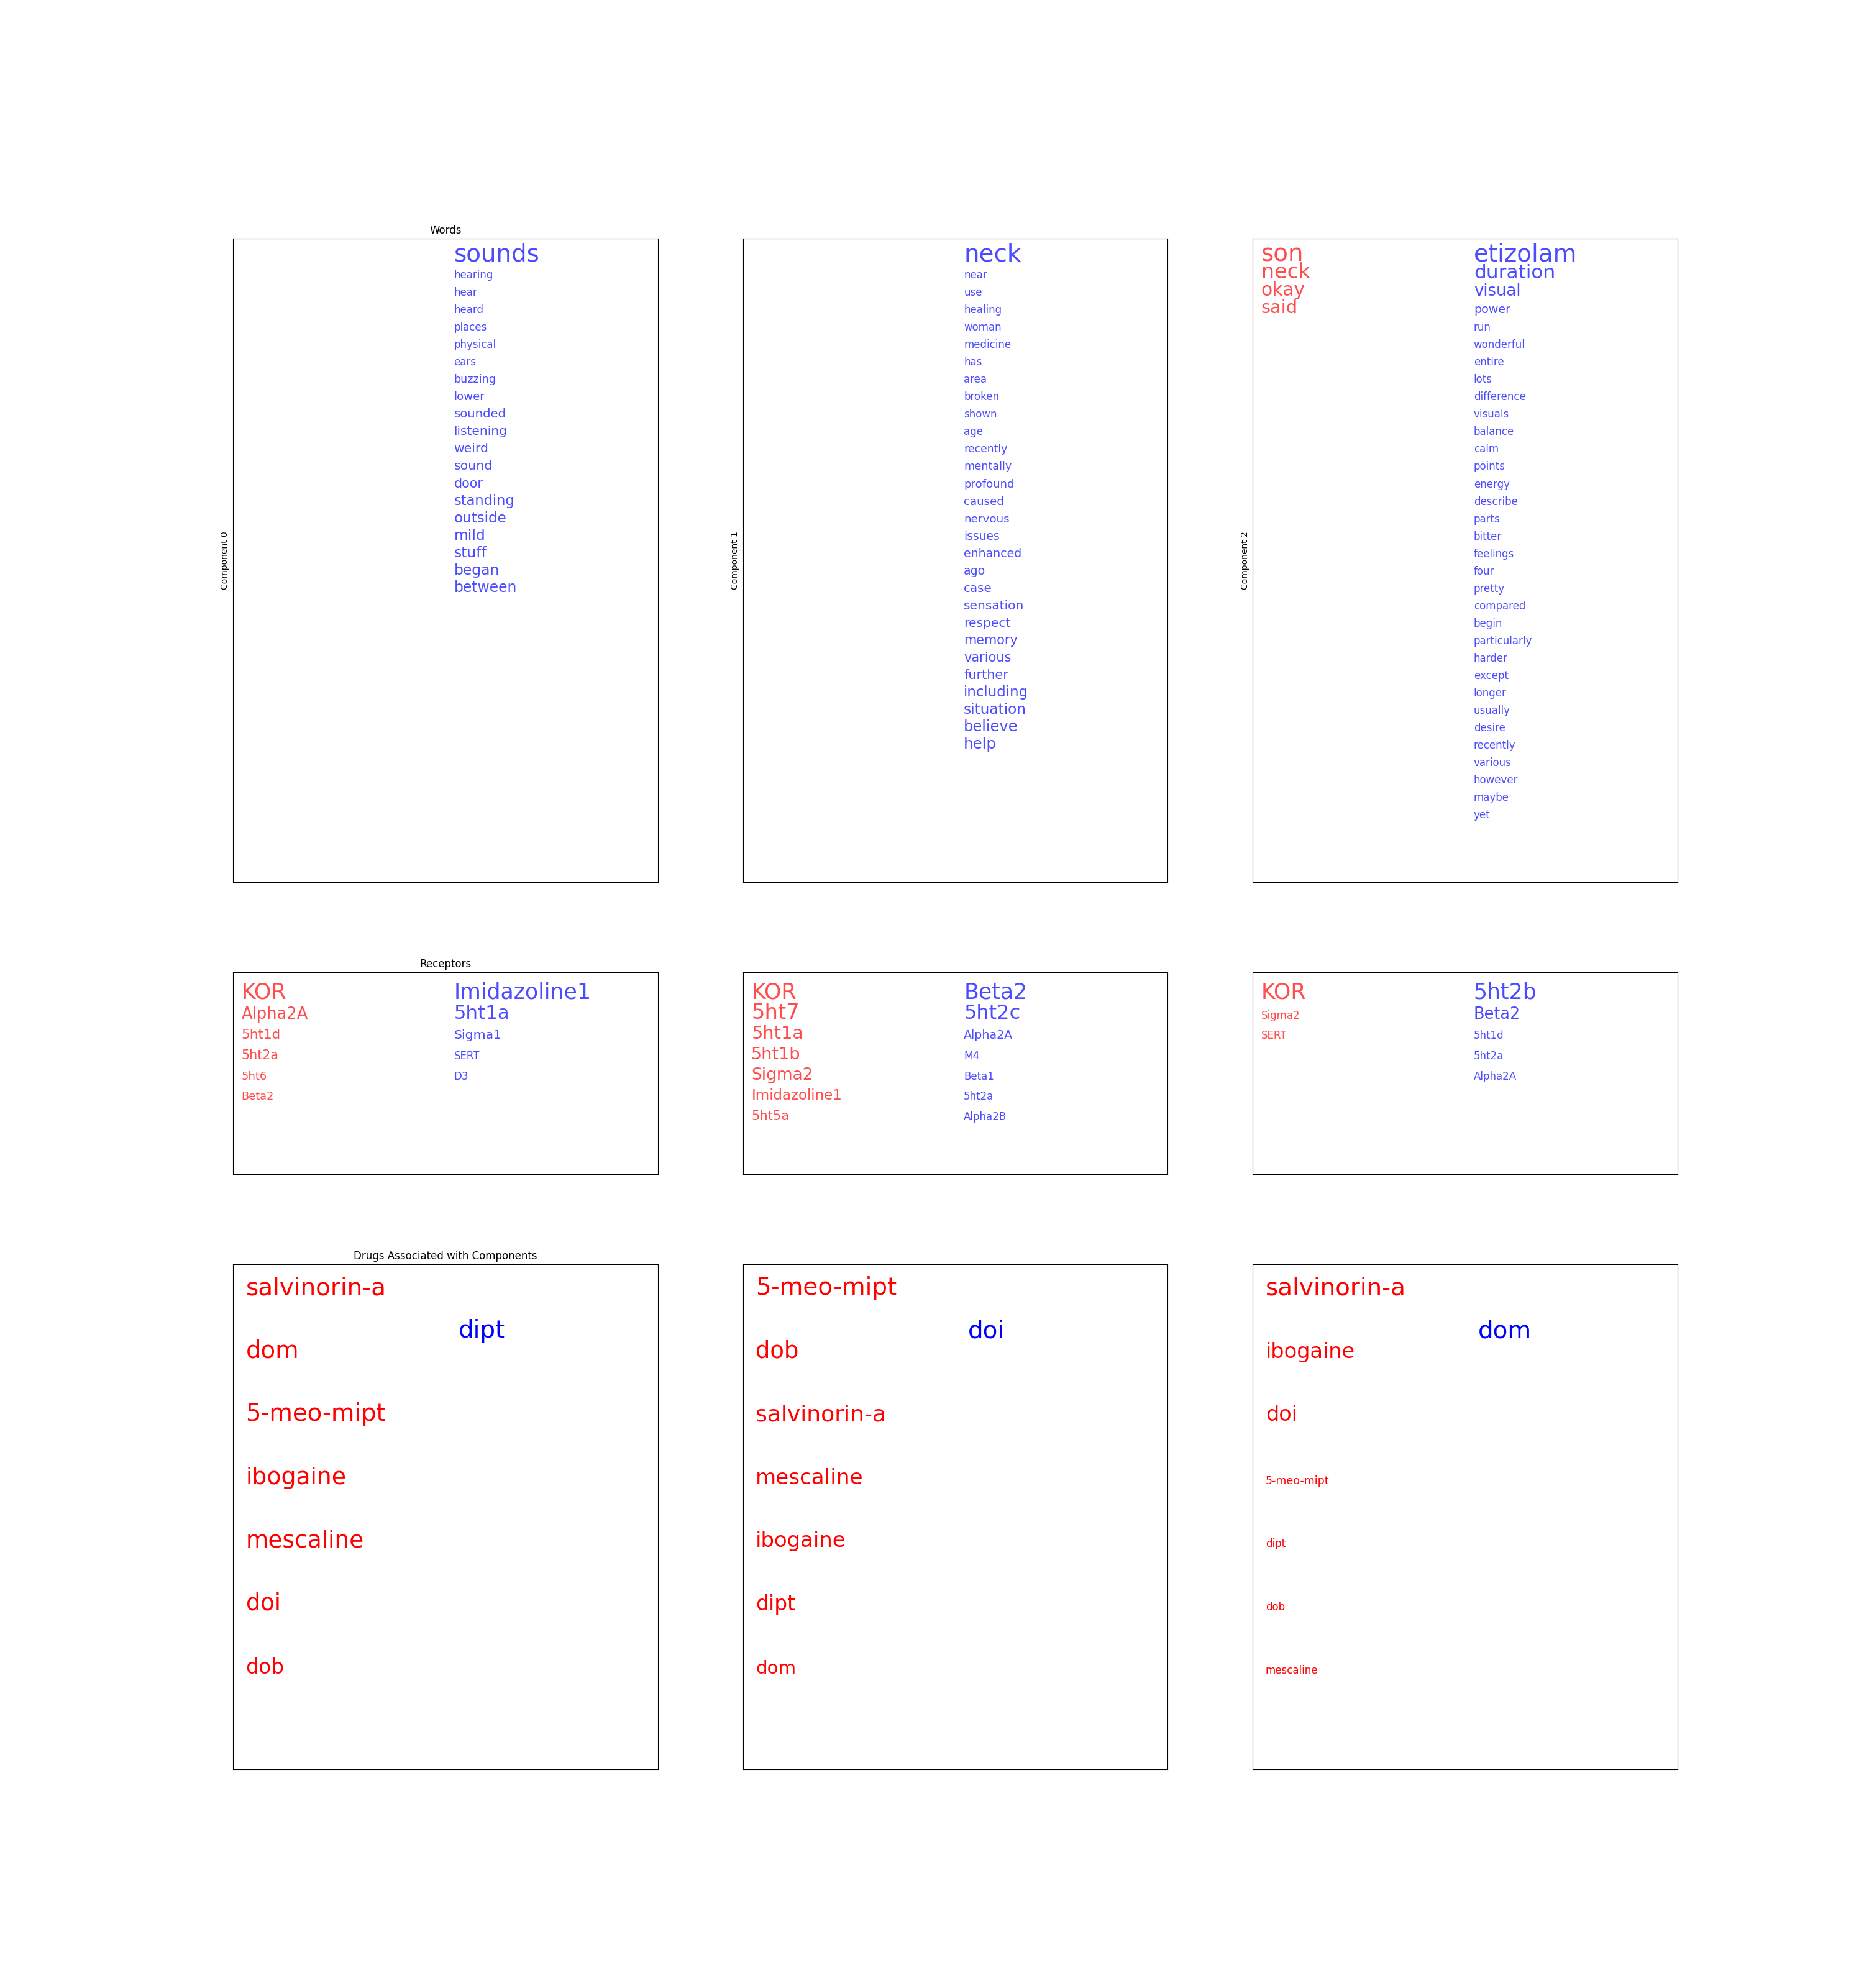 Words
Component 0
sounds
hearing
hear
heard
places
physical
ears
buzzing
lower
sounded
listening
weird
sound
door
standing
outside
mild
stuff
began
between
Component 1
neck
near
use
healing
woman
medicine
has
area
broken
shown
age
recently
mentally
profound
caused
nervous
issues
enhanced
ago
case
sensation
respect
memory
various
further
including
situation
believe
help
Component 2
son
neck
okay
said
etizolam
duration
visual
power
run
wonderful
entire
lots
difference
visuals
balance
calm
points
energy
describe
parts
bitter
feelings
four
pretty
compared
begin
particularly
harder
except
longer
usually
desire
recently
various
however
maybe
yet
Receptors
KOR
Alpha2A
5ht1d
5ht2a
5ht6
Beta2
Imidazoline1
5ht1a
Sigma1
SERT
D3
KOR
5ht7
5ht1a
5ht1b
Sigma2
Imidazoline1
5ht5a
Beta2
5ht2c
Alpha2A
M4
Beta1
5ht2a
Alpha2B
KOR
Sigma2
SERT
5ht2b
Beta2
5ht1d
5ht2a
Alpha2A
Drugs Associated with Components
salvinorin-a
dom
5-meo-mipt
ibogaine
mescaline
doi
dob
dipt
5-meo-mipt
dob
salvinorin-a
mescaline
ibogaine
dipt
dom
doi
salvinorin-a
ibogaine
doi
5-meo-mipt
dipt
dob
mescaline
dom